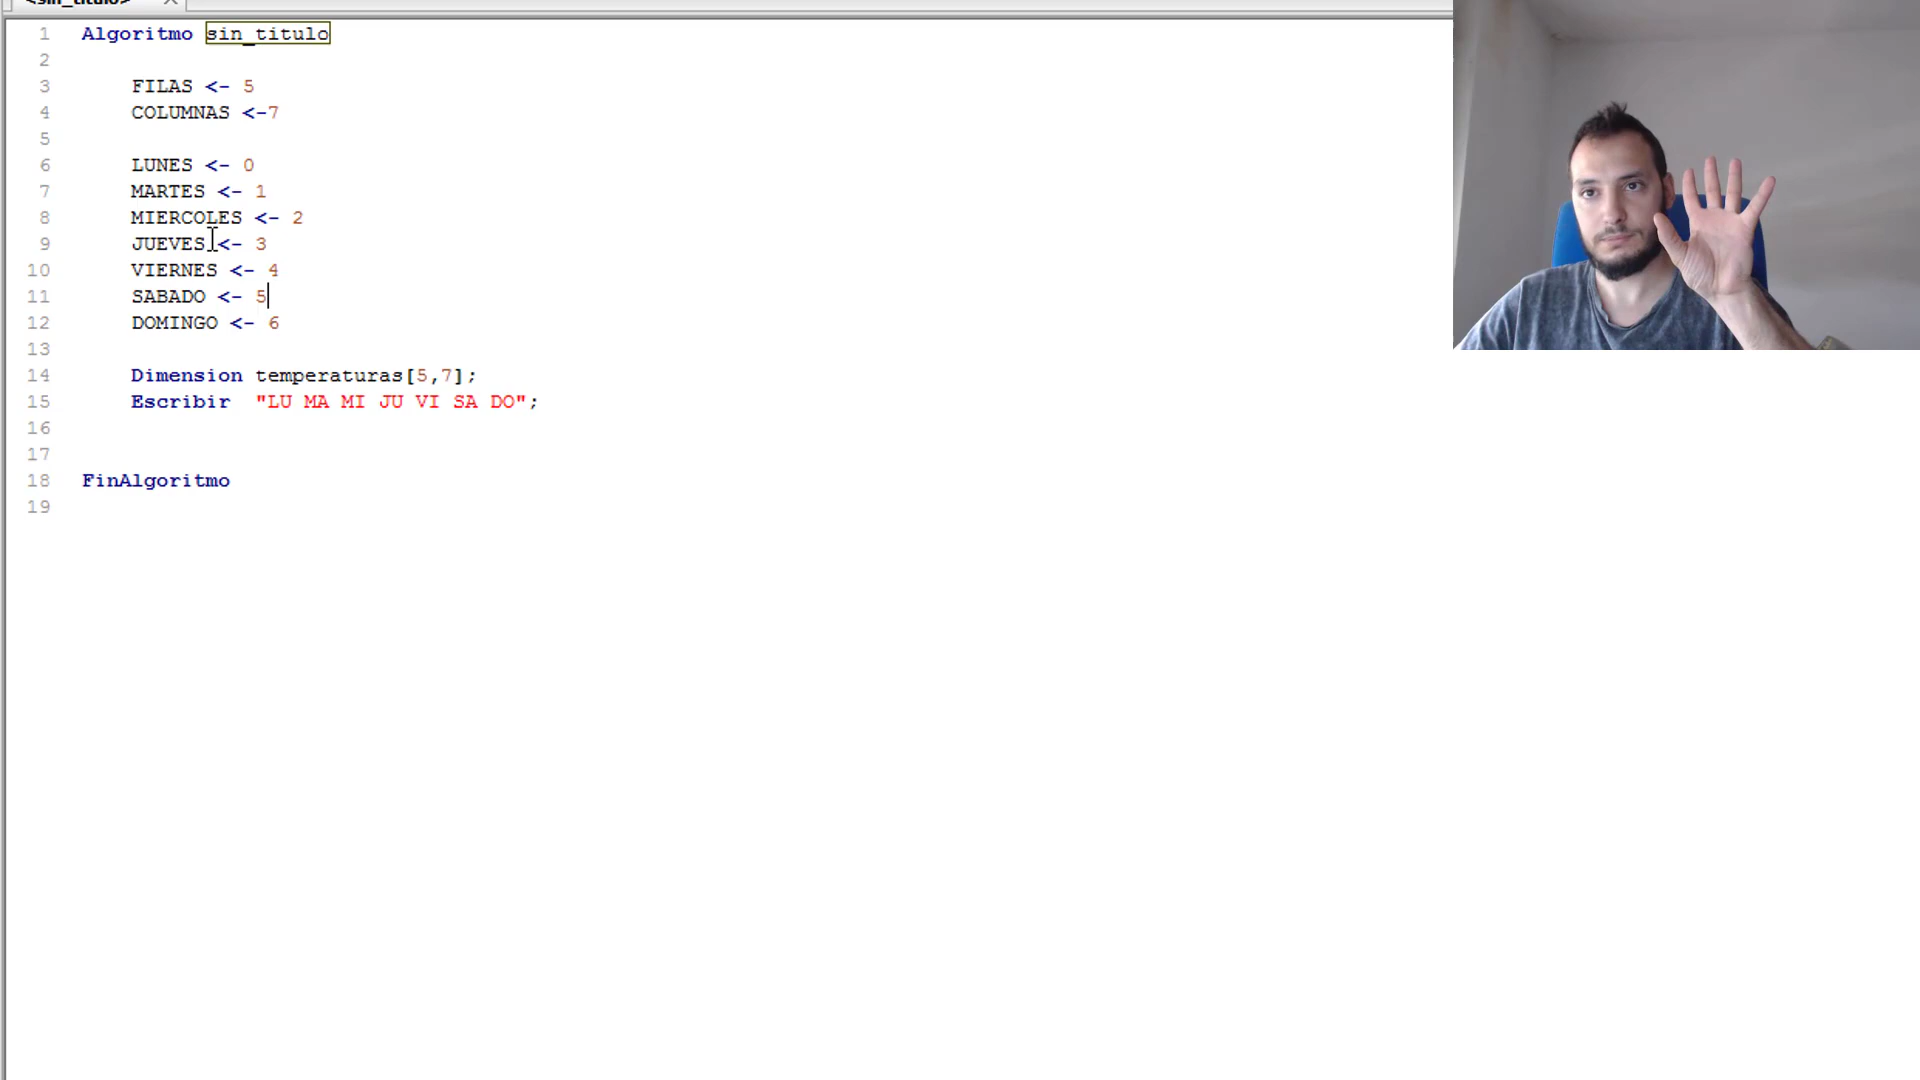 <sin_titulo>
1 Algoritmo sin_titulo
2
3 FILAS <- 5
4 COLUMNAS <-7
5
6 LUNES <- 0
7 MARTES <- 1
8 MIERCOLES <- 2
9 JUEVES <- 3
10 VIERNES <- 4
11 SABADO <- 5
12 DOMINGO <- 6
13
14 Dimension temperaturas[5,7];
15 Escribir  "LU MA MI JU VI SA DO";
16
17
18 FinAlgoritmo
19